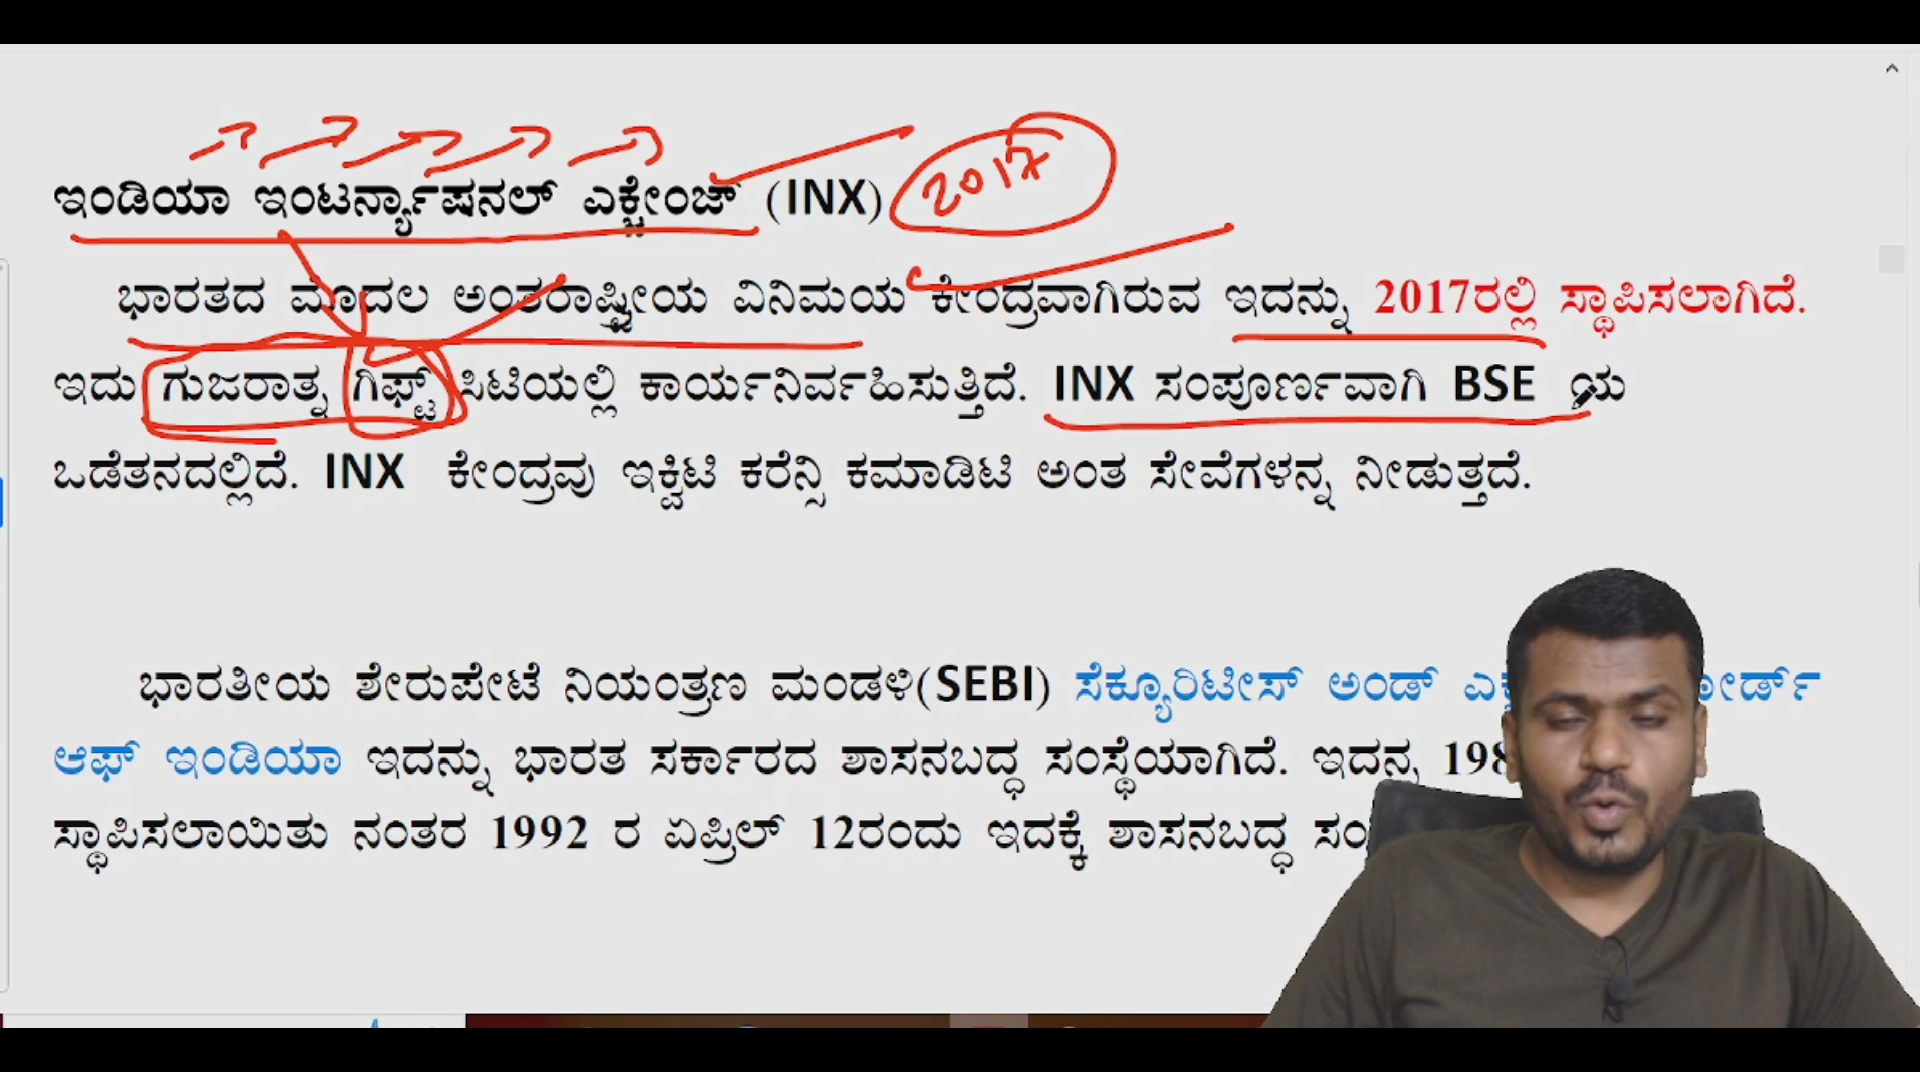 2017
ಇಂಡಿಯಾ ಇಂಟರ್ನ್ಯಾಷನಲ್ ಎಕ್ಚೇಂಜ್ (INX)
ಭಾರತದ ಮೊದಲ ಅಂತರಾಷ್ಟ್ರೀಯ ವಿನಿಮಯ ಕೇಂದ್ರವಾಗಿರುವ ಇದನ್ನು 2017ರಲ್ಲಿ ಸ್ಥಾಪಿಸಲಾಗಿದೆ.
ಇದು ಗುಜರಾತ್ನ ಗಿಫ್ಟ್ ಸಿಟಿಯಲ್ಲಿ ಕಾರ್ಯನಿರ್ವಹಿಸುತ್ತಿದೆ. INX ಸಂಪೂರ್ಣವಾಗಿ BSE ಯ
ಒಡೆತನದಲ್ಲಿದೆ. INX ಕೇಂದ್ರವು ಇಕ್ವಿಟಿ ಕರೆನ್ಸಿ ಕಮಾಡಿಟಿ ಅಂತ ಸೇವೆಗಳನ್ನ ನೀಡುತ್ತದೆ.
ಭಾರತೀಯ ಶೇರುಪೇಟೆ ನಿಯಂತ್ರಣ ಮಂಡಳಿ(SEBI) ಸೆಕ್ಯೂರಿಟೀಸ್ ಅಂಡ್
ಆಫ್ ಇಂಡಿಯಾ ಇದನ್ನು ಭಾರತ ಸರ್ಕಾರದ ಶಾಸನಬದ್ಧ ಸಂಸ್ಥೆಯಾಗಿದೆ. ಇದನ್ನ
ಸ್ಥಾಪಿಸಲಾಯಿತು ನಂತರ 1992 ರ ಏಪ್ರಿಲ್ 12ರಂದು ಇದಕ್ಕೆ ಶಾಸನಬದ್ಧ